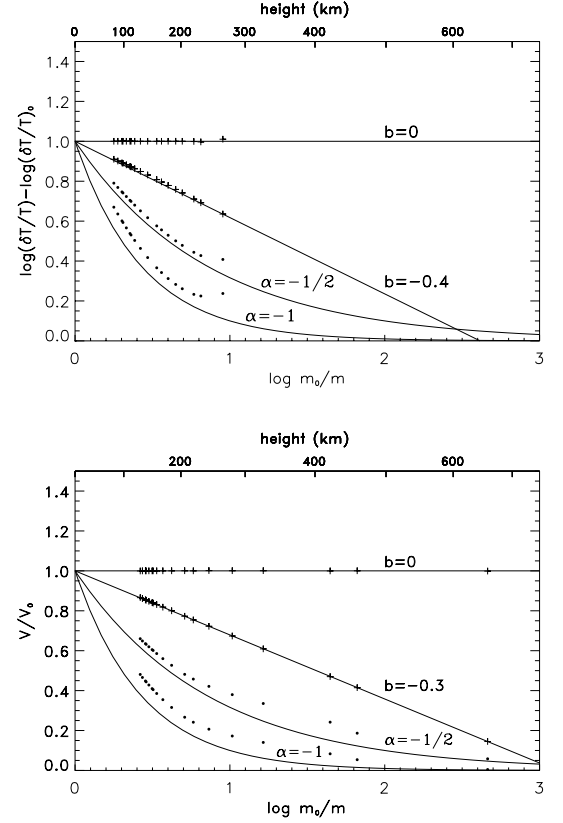 height (km)
0 100 200 300 400 600
1.4
1.2
1.0
0.8
0.6
0.4
0.2
0.0
log(δT/T)−log(δT/T)₀
b=0
b=−0.4
α=−1/2
α=−1
0 1 2 3
log m₀/m
height (km)
200 400 600
1.4
1.2
1.0
0.8
0.6
0.4
0.2
0.0
V/V₀
b=0
b=−0.3
α=−1/2
α=−1
0 1 2 3
log m₀/m